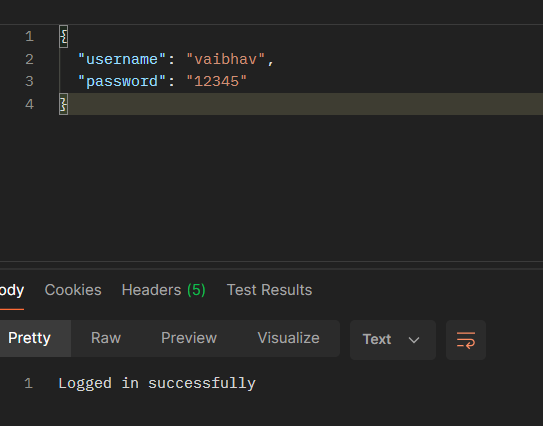 1 {
2 "username": "vaibhav",
3 "password": "12345"
4 }
ody Cookies Headers (5) Test Results
Pretty Raw Preview Visualize Text
1 Logged in successfully